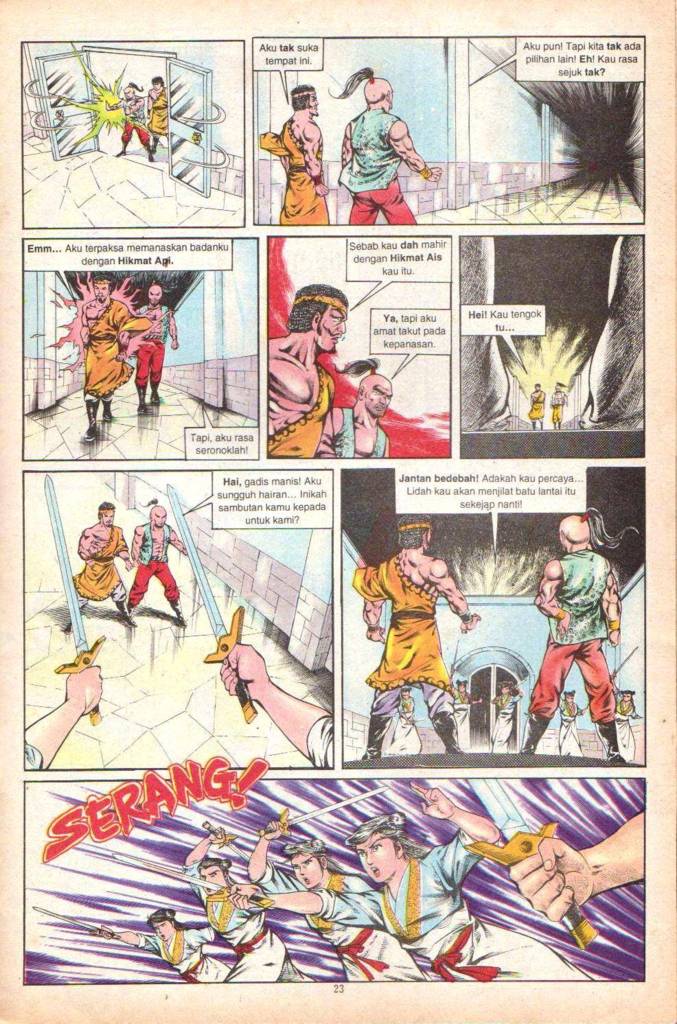 Aku tak suka
tempat ini.
Aku pun! Tapi kita tak ada
pilihan lain! Eh! Kau rasa
sejuk tak?
Emm... Aku terpaksa memanaskan badanku
dengan Hikmat Api.
Tapi, aku rasa
seronoklah!
Sebab kau dah mahir
dengan Hikmat Ais
kau itu.
Ya, tapi aku
amat takut pada
kepanasan.
Hei! Kau tengok
tu...
Hai, gadis manis! Aku
sungguh hairan... Inikah
sambutan kamu kepada
untuk kami?
Jantan bedebah! Adakah kau percaya...
Lidah kau akan menjilat batu lantai itu
sekejap nanti!
SERANG!
23